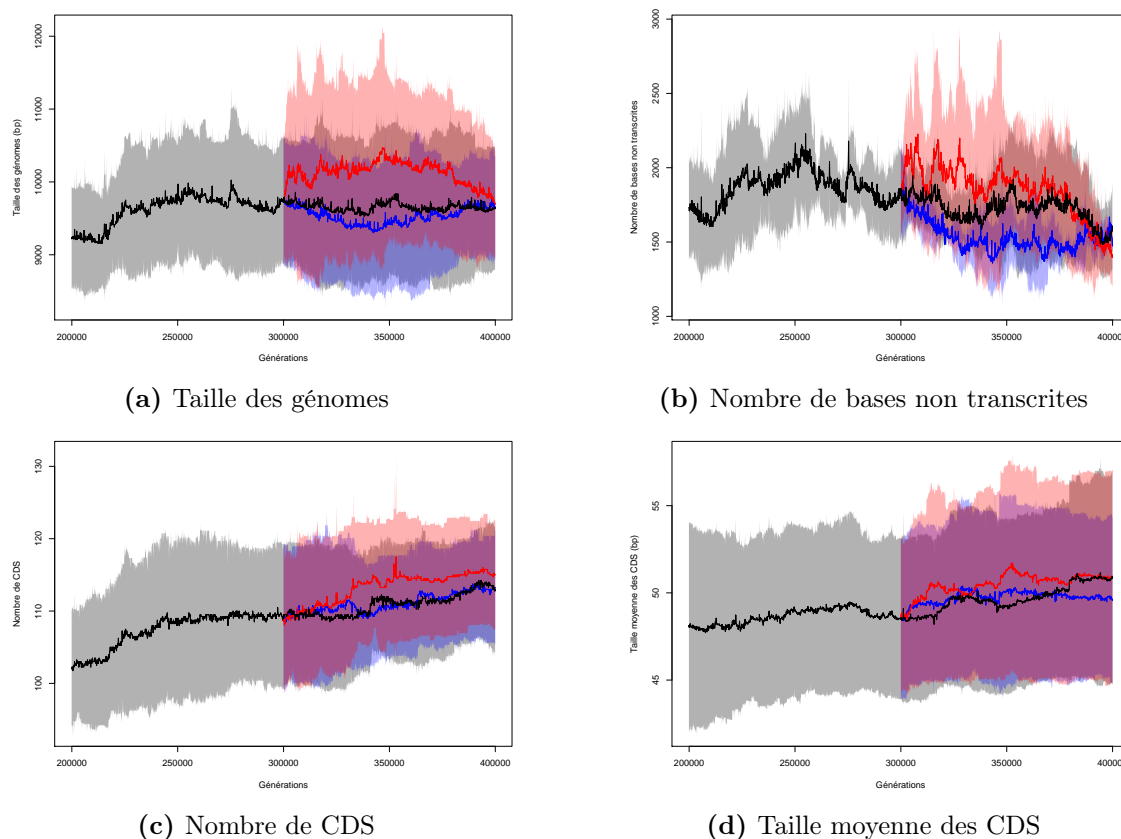 Taille des génomes (bp)
12000
11000
10000
9000
200000 250000 300000 350000 400000
Générations
(a) Taille des génomes
Nombre de bases non transcrites
3000
2500
2000
1500
1000
200000 250000 300000 350000 400000
Générations
(b) Nombre de bases non transcrites
Nombre de CDS
130
120
110
100
200000 250000 300000 350000 400000
Générations
(c) Nombre de CDS
Taille moyenne des CDS (bp)
55
50
45
200000 250000 300000 350000 400000
Générations
(d) Taille moyenne des CDS